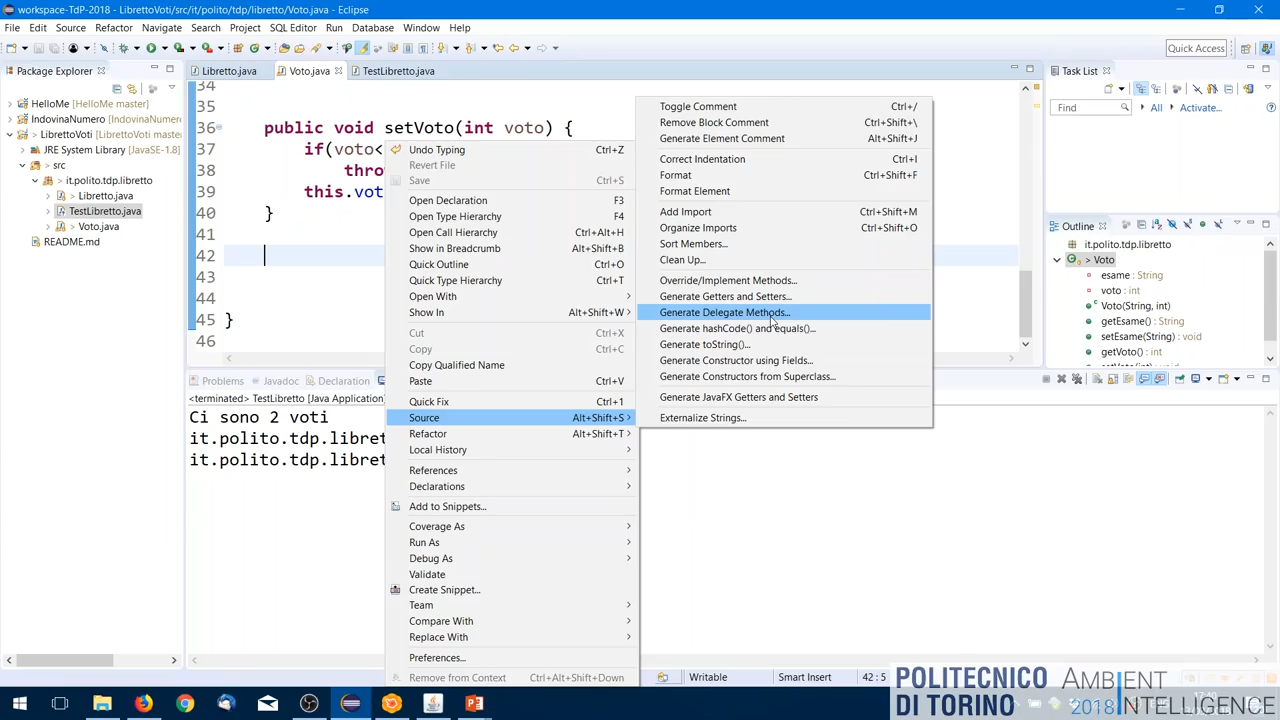 workspace-TdP-2018 - LibrettoVoti/src/it/polito/tdp/libretto/Voto.java - Eclipse
File Edit Source Refactor Navigate Search Project SQL Editor Run Database Window Help
Quick Access
Package Explorer
HelloMe [HelloMe master]
IndovinaNumero [IndovinaNumero
> LibrettoVoti [LibrettoVoti master]
JRE System Library [JavaSE-1.8]
> src
> it.polito.tdp.libretto
> Libretto.java
> TestLibretto.java
> Voto.java
README.md
Libretto.java Voto.java TestLibretto.java
34
35
36 public void setVoto(int voto) {
37 if(voto<
38 throw
39 this.vot
40 }
41
42
45 }
46
Undo Typing Ctrl+Z
Revert File
Save Ctrl+S
Open Declaration F3
Open Type Hierarchy F4
Open Call Hierarchy Ctrl+Alt+H
Show in Breadcrumb Alt+Shift+B
Quick Outline Ctrl+O
Quick Type Hierarchy Ctrl+T
Open With
Show In Alt+Shift+W
Cut Ctrl+X
Copy Ctrl+C
Copy Qualified Name
Paste Ctrl+V
Quick Fix Ctrl+1
Source Alt+Shift+S
Refactor Alt+Shift+T
Local History
References
Declarations
Add to Snippets...
Coverage As
Run As
Debug As
Validate
Create Snippet...
Team
Compare With
Replace With
Preferences...
Remove from Context Ctrl+Alt+Shift+Down
Toggle Comment Ctrl+/
Remove Block Comment Ctrl+Shift+\
Generate Element Comment Alt+Shift+J
Correct Indentation Ctrl+I
Format Ctrl+Shift+F
Format Element
Add Import Ctrl+Shift+M
Organize Imports Ctrl+Shift+O
Sort Members...
Clean Up...
Override/Implement Methods...
Generate Getters and Setters...
Generate Delegate Methods...
Generate hashCode() and equals()...
Generate toString()...
Generate Constructor using Fields...
Generate Constructors from Superclass...
Generate JavaFX Getters and Setters
Externalize Strings...
Task List
Find All Activate...
Outline
it.polito.tdp.libretto
> Voto
esame : String
voto : int
Voto(String, int)
getEsame() : String
setEsame(String) : void
getVoto() : int
Problems Javadoc Declaration
<terminated> TestLibretto [Java Application]
Ci sono 2 voti
it.polito.tdp.libret
it.polito.tdp.libret
Writable Smart Insert 42 : 5
POLITECNICO DI TORINO
AMBIENT INTELLIGENCE
2018